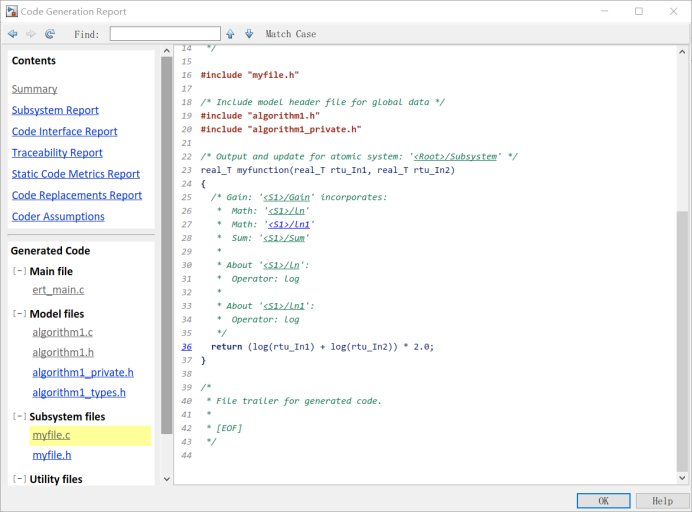 Code Generation Report
Find:
Match Case
Contents
Summary
Subsystem Report
Code Interface Report
Traceability Report
Static Code Metrics Report
Code Replacements Report
Coder Assumptions
Generated Code
[-] Main file
ert_main.c
[-] Model files
algorithm1.c
algorithm1.h
algorithm1_private.h
algorithm1_types.h
[-] Subsystem files
myfile.c
myfile.h
[-] Utility files
14 */
15
16 #include "myfile.h"
17
18 /* Include model header file for global data */
19 #include "algorithm1.h"
20 #include "algorithm1_private.h"
21
22 /* Output and update for atomic system: '<Root>/Subsystem' */
23 real_T myfunction(real_T rtu_In1, real_T rtu_In2)
24 {
25 /* Gain: '<S1>/Gain' incorporates:
26 * Math: '<S1>/ln'
27 * Math: '<S1>/ln1'
28 * Sum: '<S1>/Sum'
29 *
30 * About '<S1>/ln':
31 * Operator: log
32 *
33 * About '<S1>/ln1':
34 * Operator: log
35 */
36 return (log(rtu_In1) + log(rtu_In2)) * 2.0;
37 }
38
39 /*
40 * File trailer for generated code.
41 *
42 * [EOF]
43 */
44
OK
Help